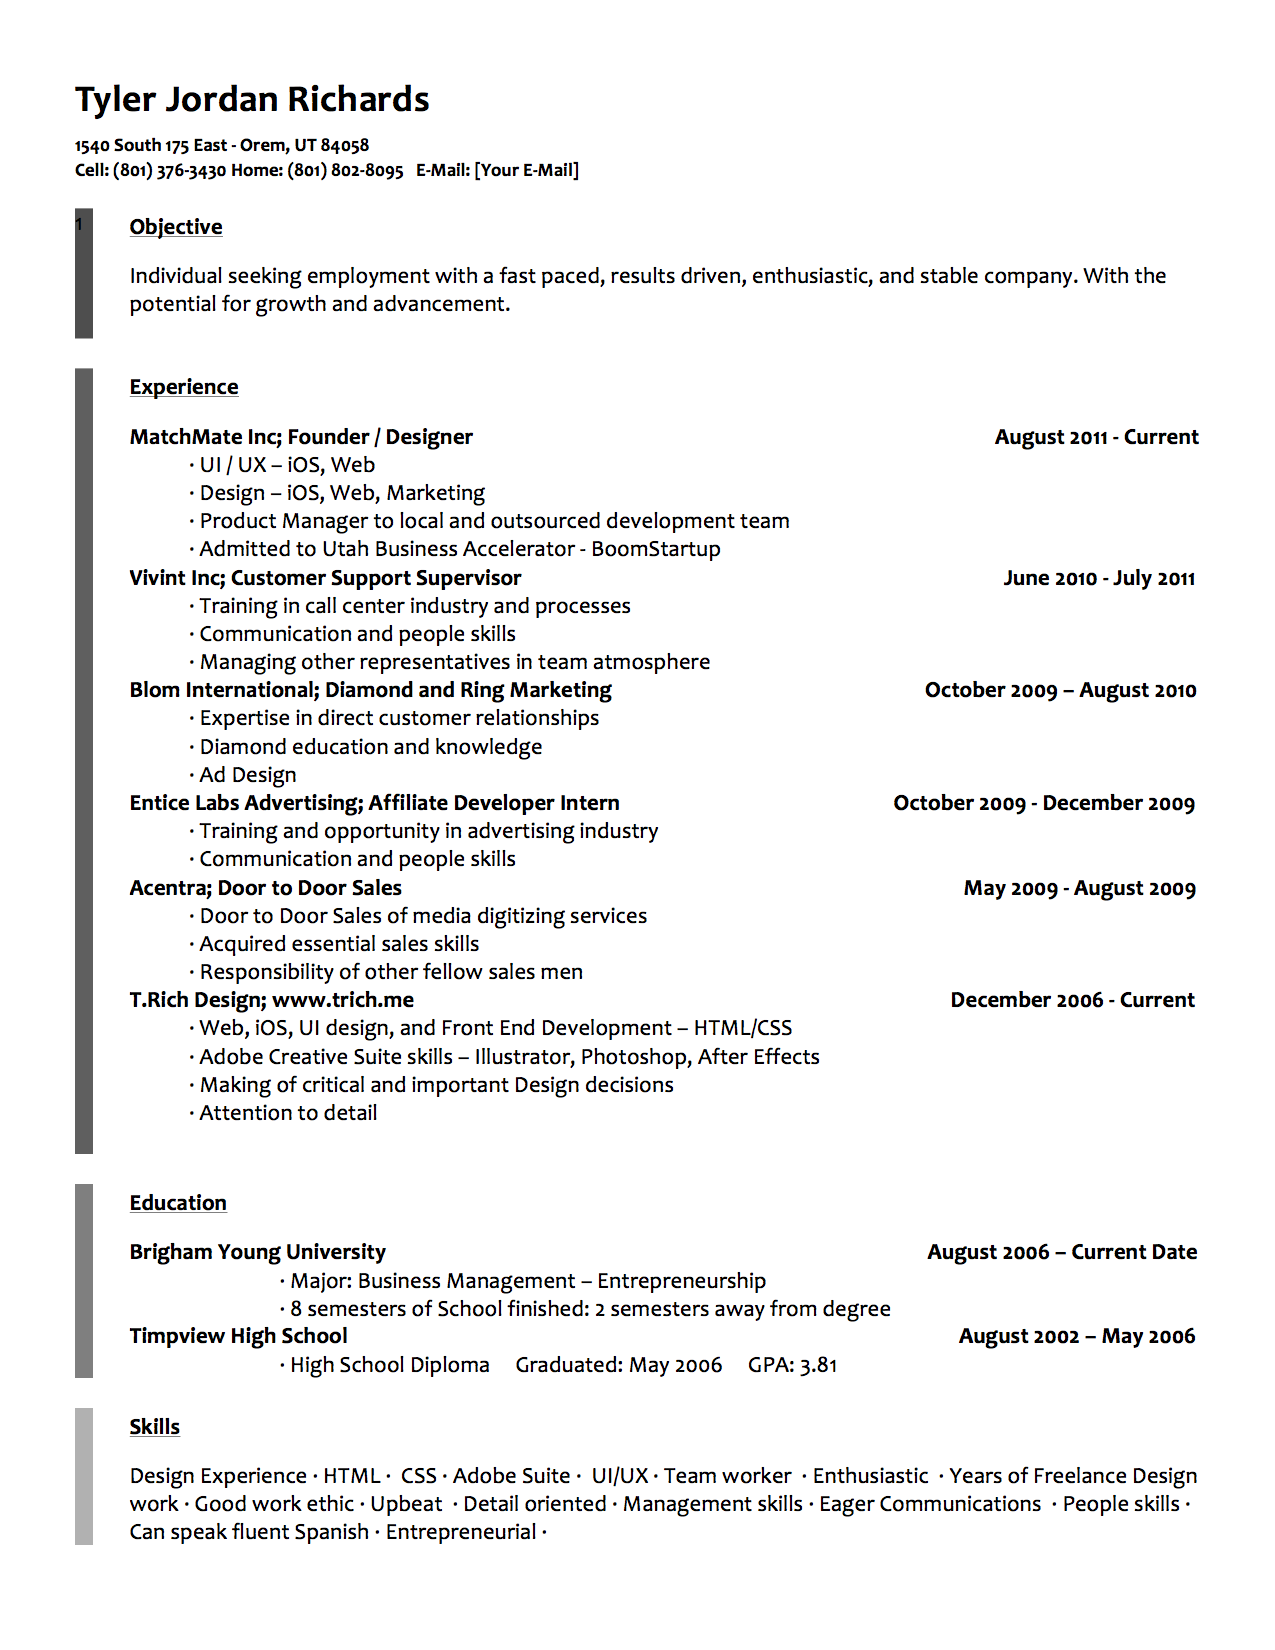 Tyler Jordan Richards
1540 South 175 East - Orem, UT 84058
Cell: (801) 376-3430 Home: (801) 802-8095 E-Mail: [Your E-Mail]
1
Objective
Individual seeking employment with a fast paced, results driven, enthusiastic, and stable company. With the
potential for growth and advancement.
Experience
MatchMate Inc; Founder / Designer August 2011 - Current
· UI / UX – iOS, Web
· Design – iOS, Web, Marketing
· Product Manager to local and outsourced development team
· Admitted to Utah Business Accelerator - BoomStartup
Vivint Inc; Customer Support Supervisor June 2010 - July 2011
· Training in call center industry and processes
· Communication and people skills
· Managing other representatives in team atmosphere
Blom International; Diamond and Ring Marketing October 2009 – August 2010
· Expertise in direct customer relationships
· Diamond education and knowledge
· Ad Design
Entice Labs Advertising; Affiliate Developer Intern October 2009 - December 2009
· Training and opportunity in advertising industry
· Communication and people skills
Acentra; Door to Door Sales May 2009 - August 2009
· Door to Door Sales of media digitizing services
· Acquired essential sales skills
· Responsibility of other fellow sales men
T.Rich Design; www.trich.me December 2006 - Current
· Web, iOS, UI design, and Front End Development – HTML/CSS
· Adobe Creative Suite skills – Illustrator, Photoshop, After Effects
· Making of critical and important Design decisions
· Attention to detail
Education
Brigham Young University August 2006 – Current Date
· Major: Business Management – Entrepreneurship
· 8 semesters of School finished: 2 semesters away from degree
Timpview High School August 2002 – May 2006
· High School Diploma Graduated: May 2006 GPA: 3.81
Skills
Design Experience · HTML · CSS · Adobe Suite · UI/UX · Team worker · Enthusiastic · Years of Freelance Design
work · Good work ethic · Upbeat · Detail oriented · Management skills · Eager Communications · People skills ·
Can speak fluent Spanish · Entrepreneurial ·